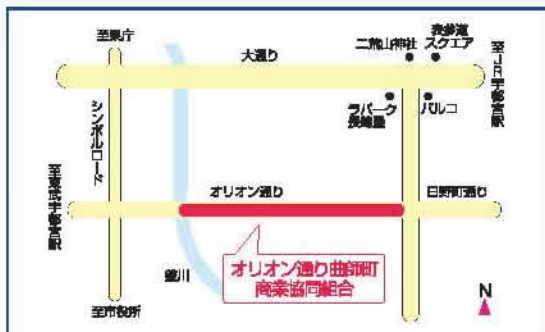 至県庁
大通り
二荒山神社
表参道
スクエア
至JR宇都宮駅
シンボルロード
ラパーク
長崎屋
パルコ
至東武宇都宮駅
オリオン通り
日野町通り
釜川
オリオン通り曲師町
商業協同組合
至市役所
N